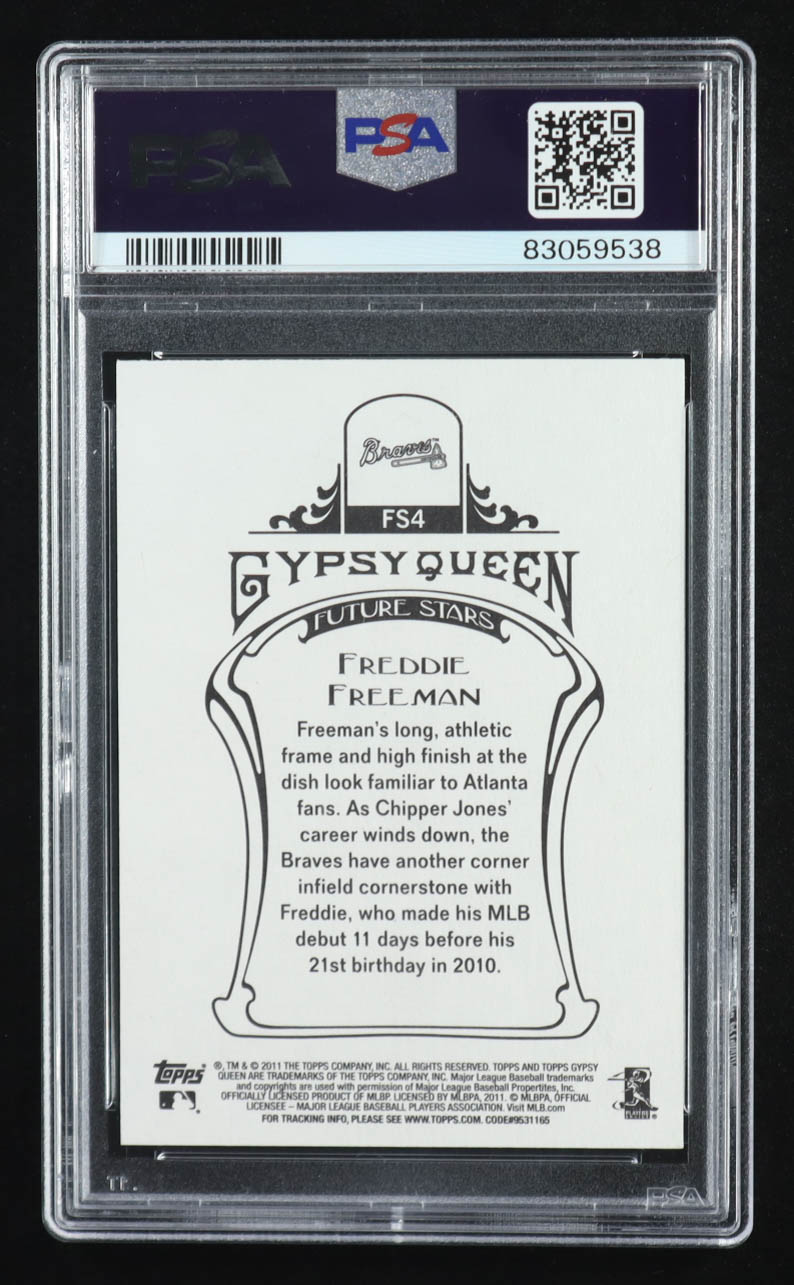 PSA
PSA
83059538
Braves™
FS4
GYPSY QUEEN
FUTURE STARS
FREDDIE
FREEMAN
Freeman's long, athletic
frame and high finish at the
dish look familiar to Atlanta
fans. As Chipper Jones'
career winds down, the
Braves have another corner
infield cornerstone with
Freddie, who made his MLB
debut 11 days before his
21st birthday in 2010.
Topps
®, TM & © 2011 THE TOPPS COMPANY, INC. ALL RIGHTS RESERVED. TOPPS AND TOPPS GYPSY
QUEEN ARE TRADEMARKS OF THE TOPPS COMPANY, INC. Major League Baseball trademarks
and copyrights are used with permission of Major League Baseball Propertites, Inc.
OFFICIALLY LICENSED PRODUCT OF MLBP. LICENSED BY MLBPA, 2011. © MLBPA, OFFICIAL
LICENSEE – MAJOR LEAGUE BASEBALL PLAYERS ASSOCIATION. Visit MLB.com
FOR TRACKING INFO, PLEASE SEE WWW.TOPPS.COM. CODE#9531165
PSA